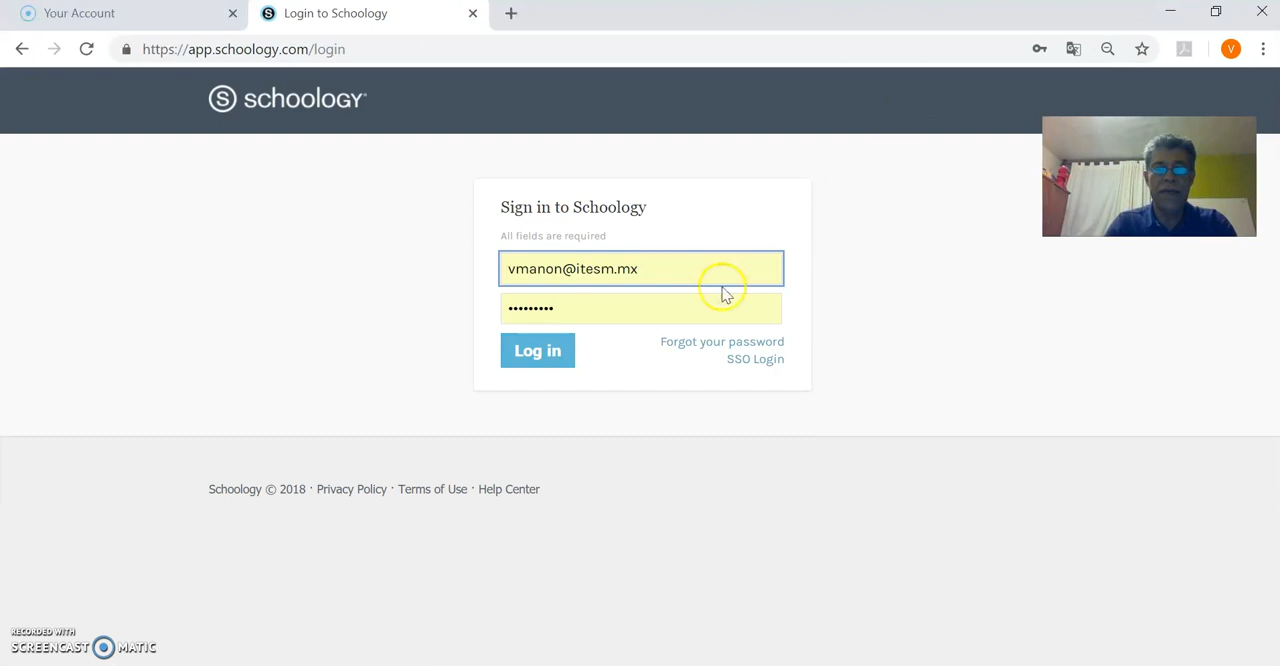 Your Account
Login to Schoology
https://app.schoology.com/login
V
S schoology
Sign in to Schoology
All fields are required
vmanon@itesm.mx
•••••••••
Log in
Forgot your password
SSO Login
Schoology © 2018 · Privacy Policy · Terms of Use · Help Center
RECORDED WITH
SCREENCAST MATIC